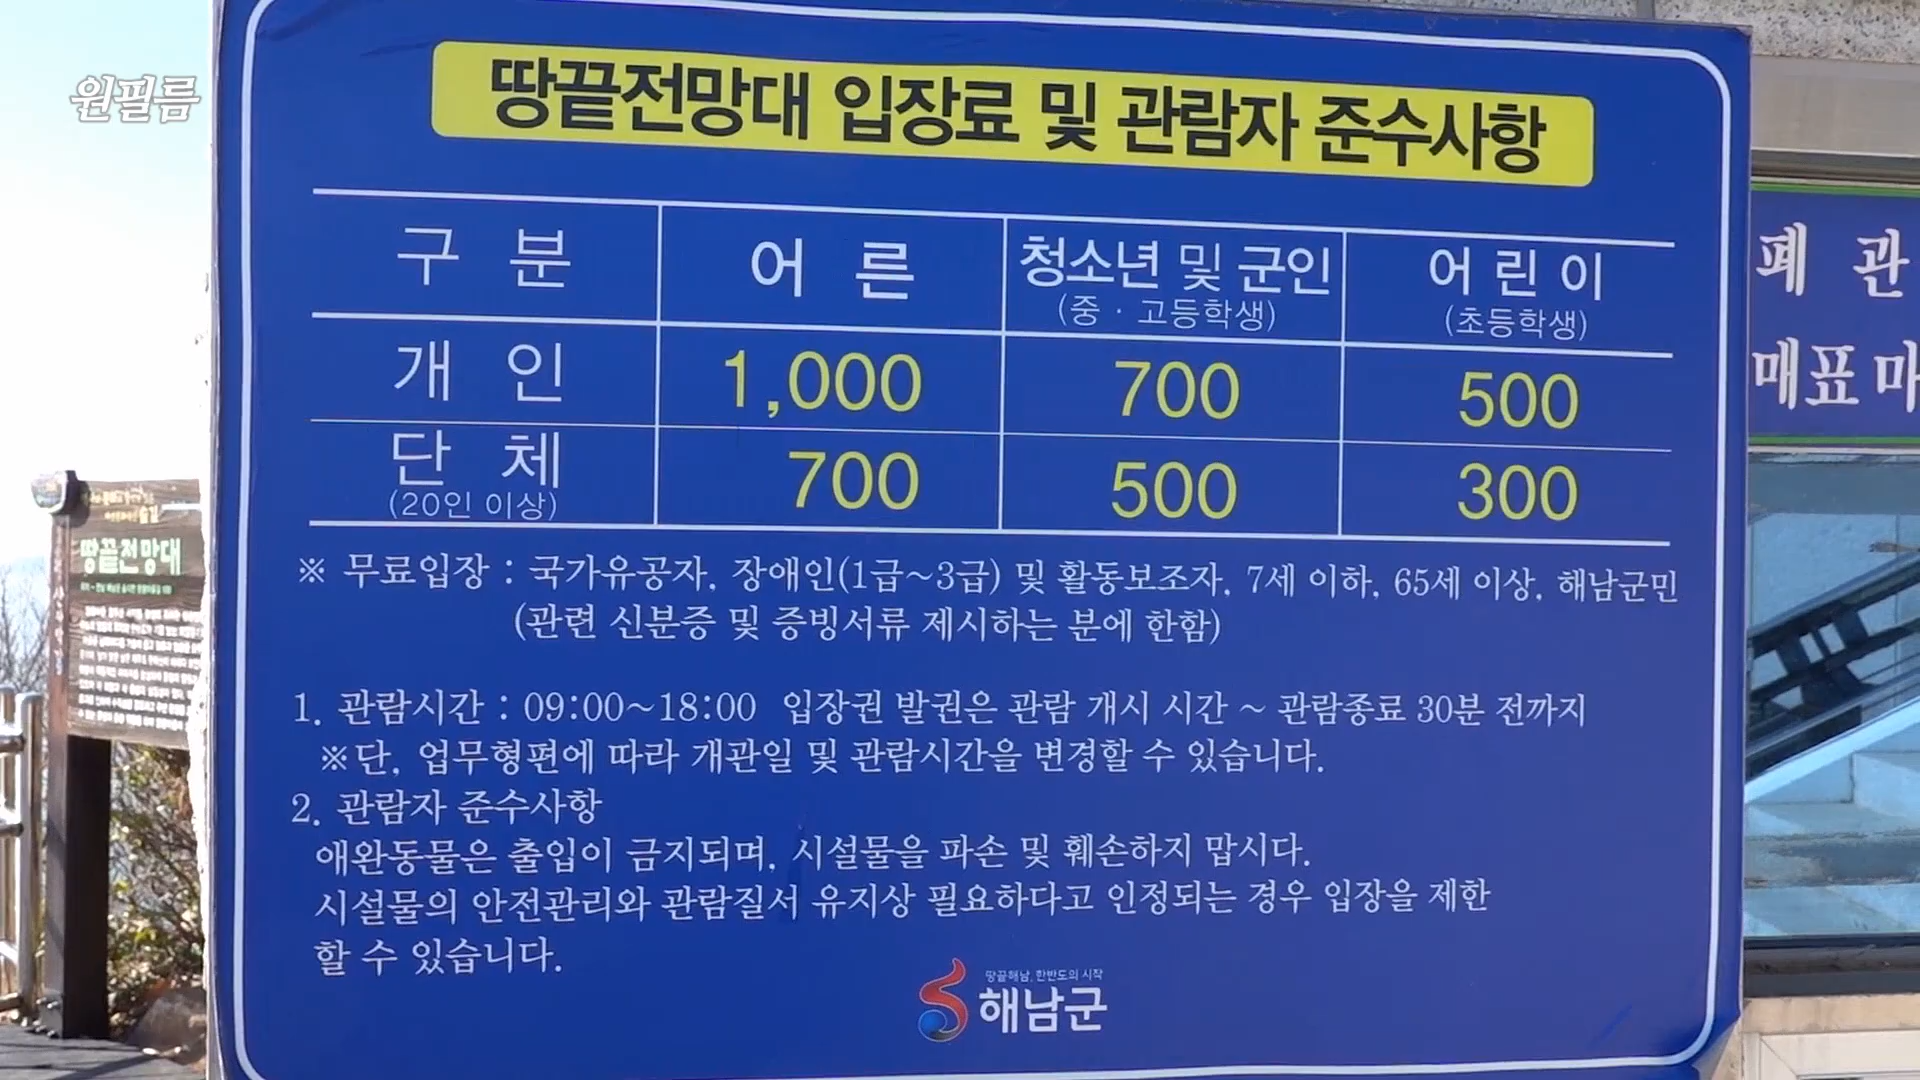 원필름
땅끝전망대 입장료 및 관람자 준수사항
구 분 어 른 청소년 및 군인 어 린 이
(중 · 고등학생) (초등학생)
개 인 1,000 700 500
단 체 700 500 300
(20인 이상)
※ 무료입장 : 국가유공자, 장애인(1급~3급) 및 활동보조자, 7세 이하, 65세 이상, 해남군민
(관련 신분증 및 증빙서류 제시하는 분에 한함)
1. 관람시간 : 09:00~18:00 입장권 발권은 관람 개시 시간 ~ 관람종료 30분 전까지
※단, 업무형편에 따라 개관일 및 관람시간을 변경할 수 있습니다.
2. 관람자 준수사항
애완동물은 출입이 금지되며, 시설물을 파손 및 훼손하지 맙시다.
시설물의 안전관리와 관람질서 유지상 필요하다고 인정되는 경우 입장을 제한
할 수 있습니다.
땅끝해남, 한반도의 시작
해남군
폐 관
매표마
땅끝전망대